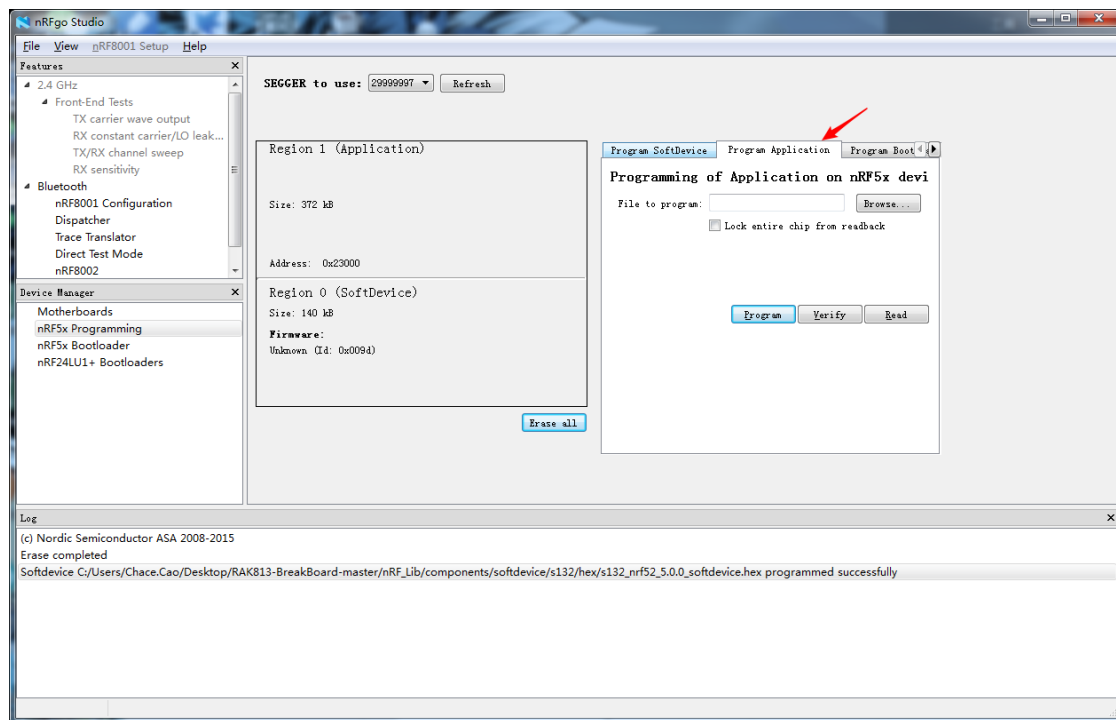 nRFgo Studio
File View nRF8001 Setup Help
Features
2.4 GHz
Front-End Tests
TX carrier wave output
RX constant carrier/LO leak...
TX/RX channel sweep
RX sensitivity
Bluetooth
nRF8001 Configuration
Dispatcher
Trace Translator
Direct Test Mode
nRF8002
Device Manager
Motherboards
nRF5x Programming
nRF5x Bootloader
nRF24LU1+ Bootloaders
SEGGER to use: 29999997 Refresh
Region 1 (Application)
Size: 372 kB
Address: 0x23000
Region 0 (SoftDevice)
Size: 140 kB
Firmware:
Unknown (Id: 0x009d)
Erase all
Program SoftDevice Program Application Program Boot
Programming of Application on nRF5x devi
File to program: Browse...
Lock entire chip from readback
Program Verify Read
Log
(c) Nordic Semiconductor ASA 2008-2015
Erase completed
Softdevice C:/Users/Chace.Cao/Desktop/RAK813-BreakBoard-master/nRF_Lib/components/softdevice/s132/hex/s132_nrf52_5.0.0_softdevice.hex programmed successfully